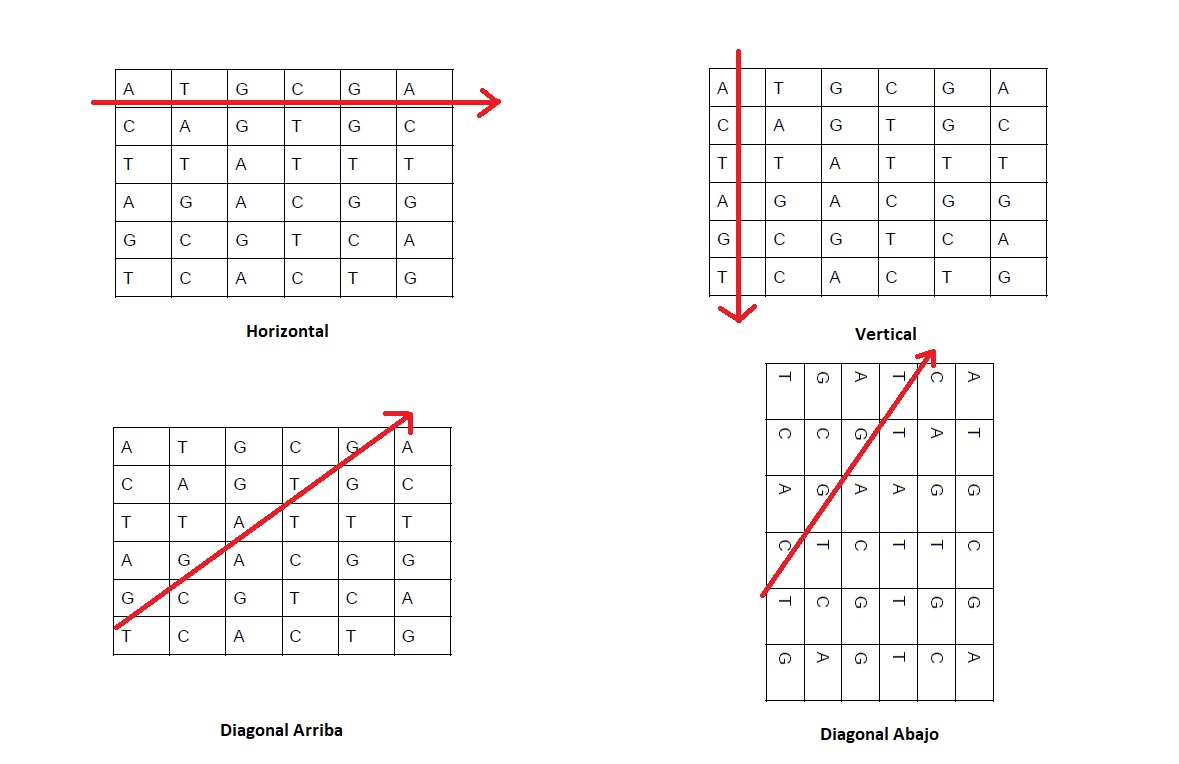 A T G C G A
C A G T G C
T T A T T T
A G A C G G
G C G T C A
T C A C T G
Horizontal
A T G C G A
C A G T G C
T T A T T T
A G A C G G
G C G T C A
T C A C T G
Vertical
A T G C G A
C A G T G C
T T A T T T
A G A C G G
G C G T C A
T C A C T G
Diagonal Arriba
T G A T C A
C C G T A T
A G A A G G
C T C T T C
T C G T G G
G A G T C A
Diagonal Abajo